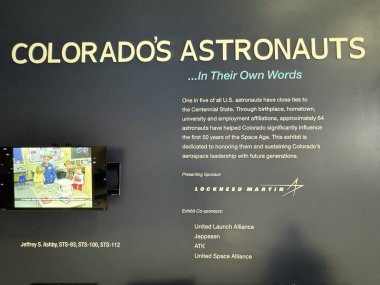 COLORADO'S ASTRONAUTS
...In Their Own Words
One in five of all U.S. astronauts have close ties to
the Centennial State. Through birthplace, hometown,
university and employment affiliations, approximately 64
astronauts have helped Colorado significantly influence
the first 50 years of the Space Age. This exhibit is
dedicated to honoring them and sustaining Colorado's
aerospace leadership with future generations.
Presenting Sponsor:
LOCKHEED MARTIN
Exhibit Co-sponsors:
United Launch Alliance
Jeppesen
ATK
United Space Alliance
Jeffrey S. Ashby, STS-93, STS-100, STS-112